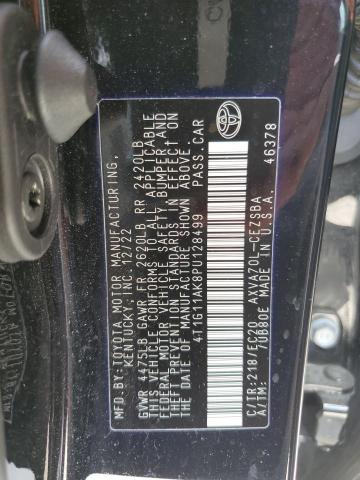 MFD.BY:TOYOTA MOTOR MANUFACTURING,
KENTUCKY,INC.12/22
GVWR 4475LB GAWR FR 2620LB RR 2420LB
THIS VEHICLE CONFORMS TO ALL APPLICABLE
FEDERAL MOTOR VEHICLE SAFETY, BUMPER AND
THEFT PREVENTION STANDARDS IN EFFECT ON
THE DATE OF MANUFACTURE SHOWN ABOVE.
4T1G11AK8PU128499 PASS.CAR
C/TR:218/EC20 AXVA70L-CEZSBA
A/TM: /UB80E MADE IN U.S.A.
46378